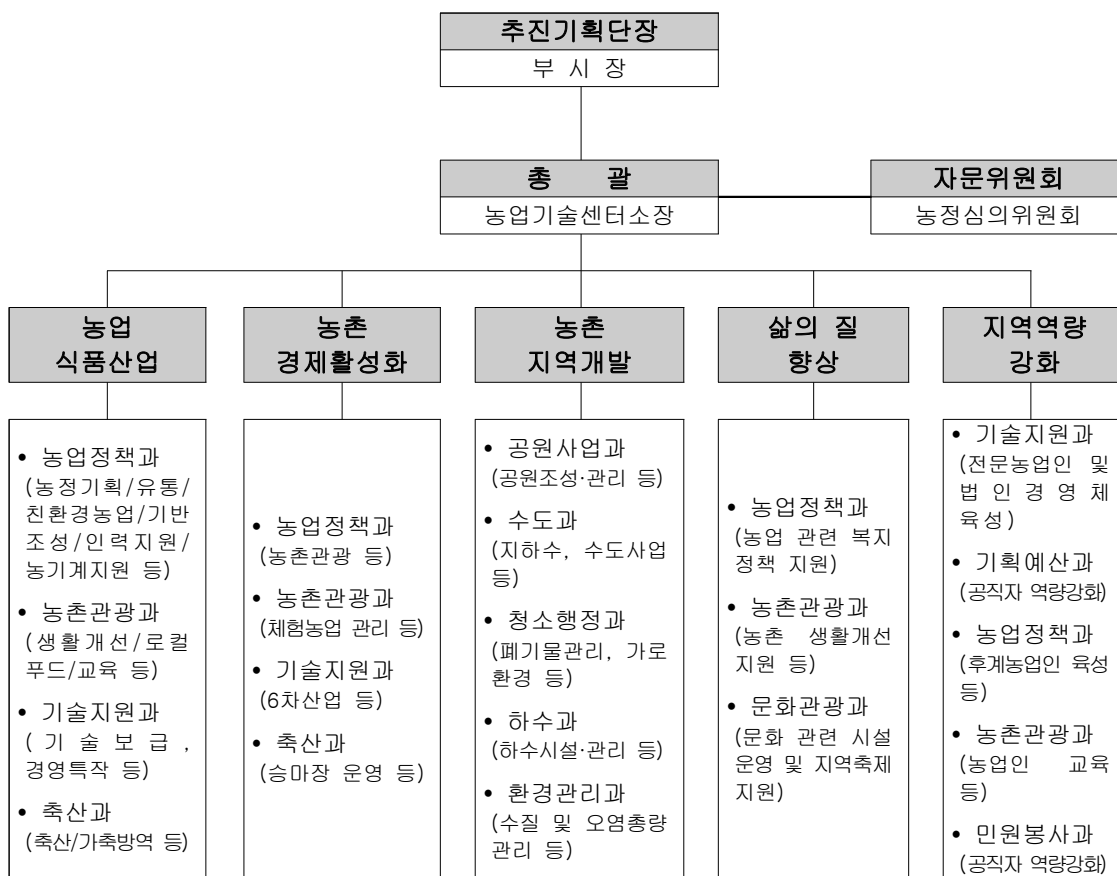 추진기획단장
부 시 장
총 괄
농업기술센터소장
자문위원회
농정심의위원회
농업
식품산업
• 농업정책과
(농정기획/유통/
친환경농업/기반
조성/인력지원/
농기계지원 등)
• 농촌관광과
(생활개선/로컬
푸드/교육 등)
• 기술지원과
(기술보급,
경영특작 등)
• 축산과
(축산/가축방역 등)
농촌
경제활성화
• 농업정책과
(농촌관광 등)
• 농촌관광과
(체험농업 관리 등)
• 기술지원과
(6차산업 등)
• 축산과
(승마장 운영 등)
농촌
지역개발
• 공원사업과
(공원조성·관리 등)
• 수도과
(지하수, 수도사업
등)
• 청소행정과
(폐기물관리, 가로
환경 등)
• 하수과
(하수시설·관리 등)
• 환경관리과
(수질 및 오염총량
관리 등)
삶의 질
향상
• 농업정책과
(농업 관련 복지
정책 지원)
• 농촌관광과
(농촌 생활개선
지원 등)
• 문화관광과
(문화 관련 시설
운영 및 지역축제
지원)
지역역량
강화
• 기술지원과
(전문농업인 및
법인경영체
육성)
• 기획예산과
(공직자 역량강화)
• 농업정책과
(후계농업인 육성
등)
• 농촌관광과
(농업인 교육
등)
• 민원봉사과
(공직자 역량강화)